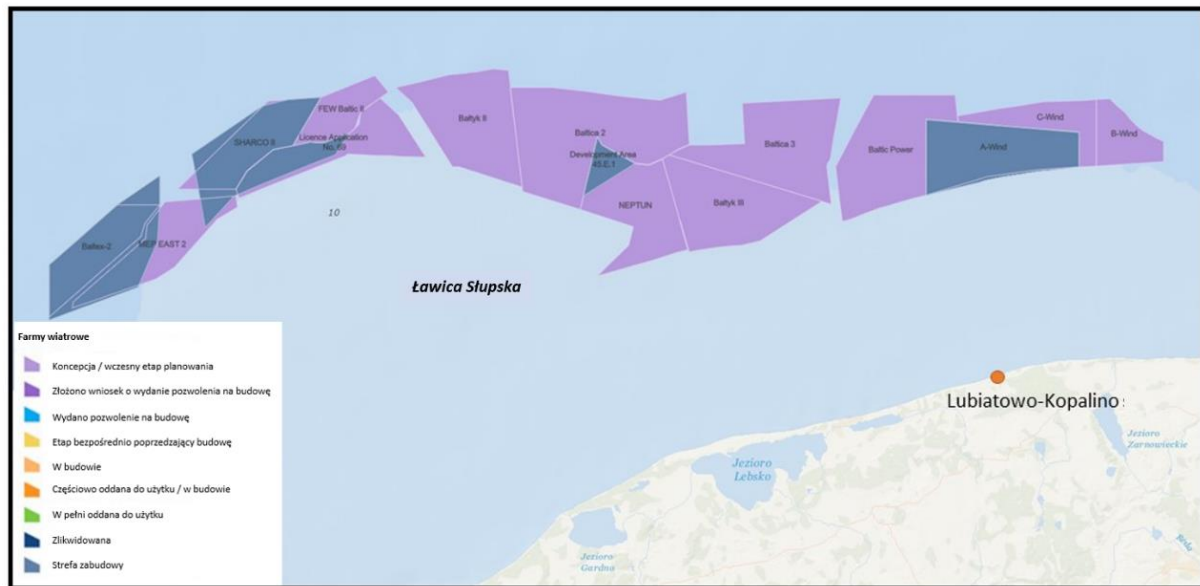 FEW Baltic II
SHARCO II
Licence Application
No. 69
Bałtyk II
Baltica 2
Development Area
45.E.1
Baltica 3
Baltic Power
C-Wind
B-Wind
A-Wind
NEPTUN
Bałtyk III
Baltex-2
MEP EAST 2
10
Ławica Słupska
Farmy wiatrowe
Koncepcja / wczesny etap planowania
Złożono wniosek o wydanie pozwolenia na budowę
Wydano pozwolenie na budowę
Etap bezpośrednio poprzedzający budowę
W budowie
Częściowo oddana do użytku / w budowie
W pełni oddana do użytku
Zlikwidowana
Strefa zabudowy
Lubiatowo-Kopalino
Jezioro
Żarnowieckie
Jezioro
Łebsko
Jezioro
Gardno
Reda